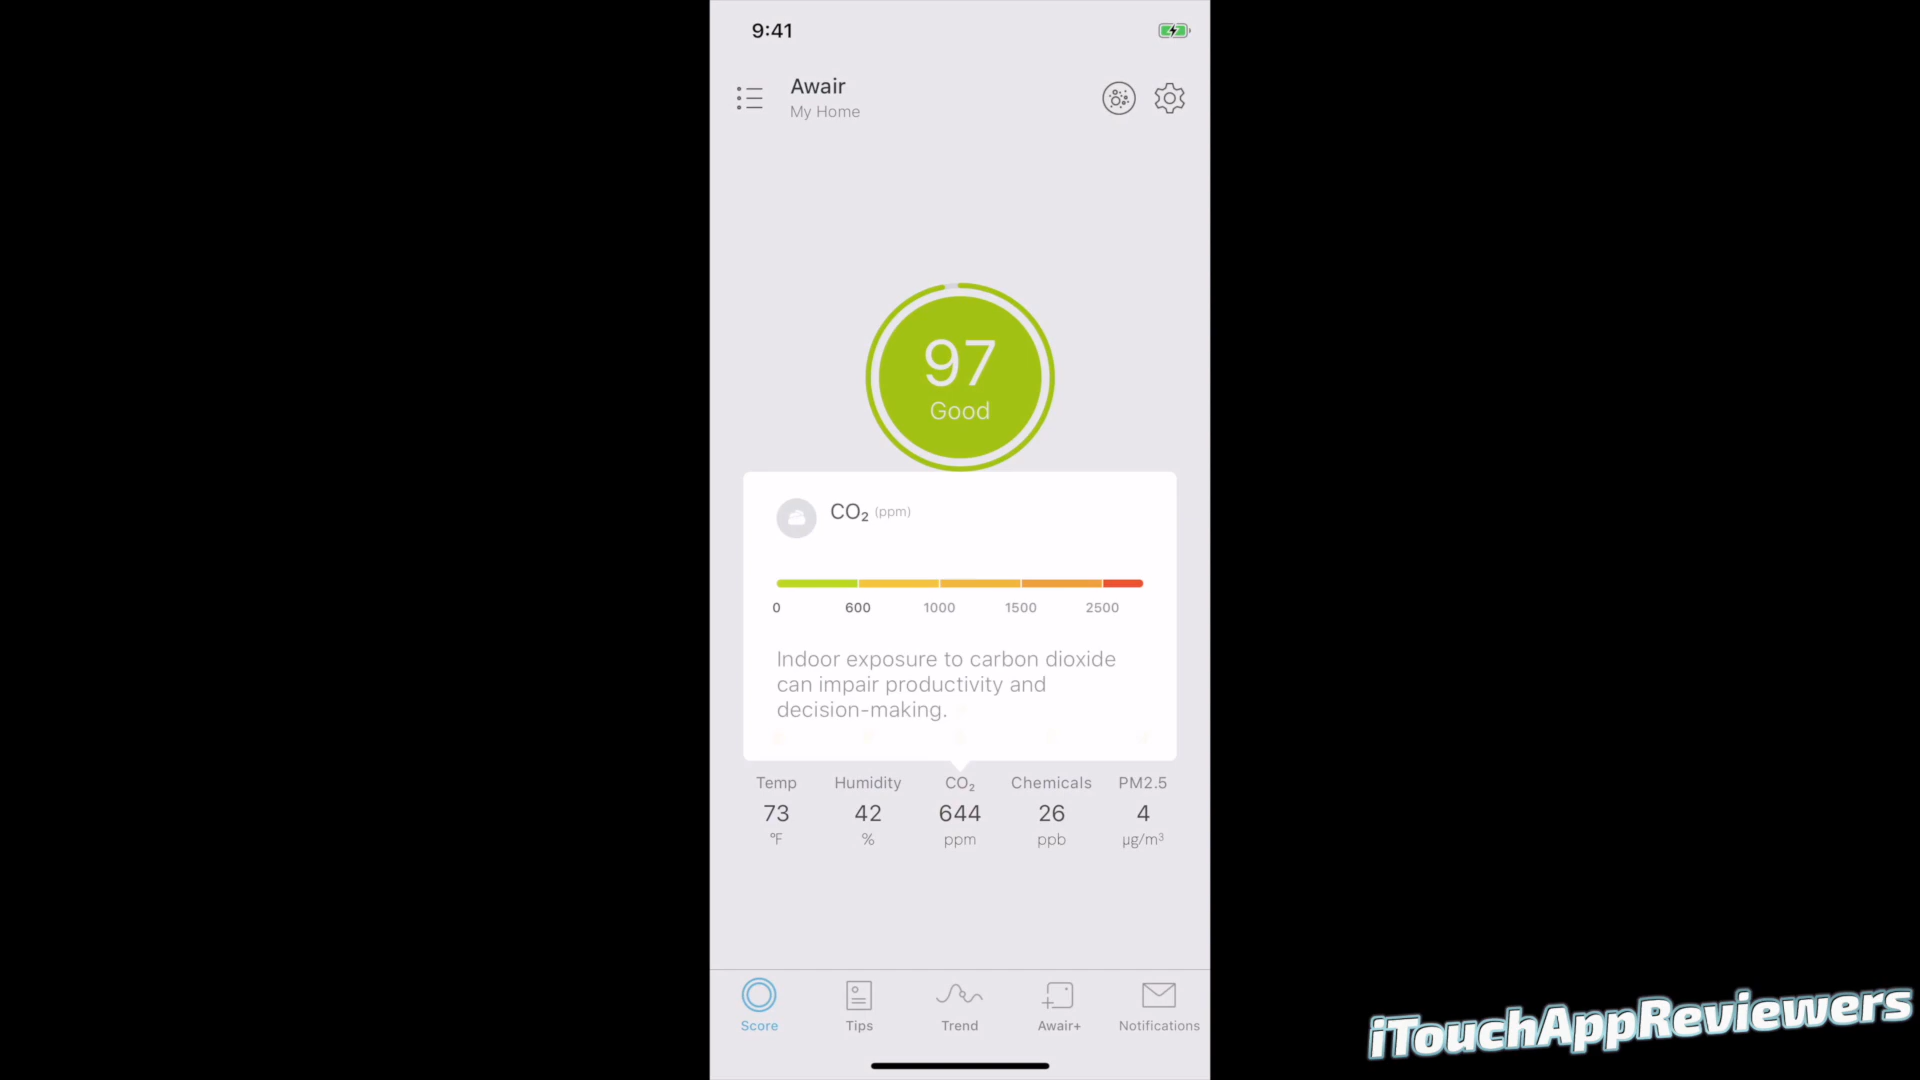 9:41
Awair
My Home
97
Good
CO₂ (ppm)
0 600 1000 1500 2500
Indoor exposure to carbon dioxide
can impair productivity and
decision-making.
Temp Humidity CO₂ Chemicals PM2.5
73 42 644 26 4
°F % ppm ppb µg/m³
Score Tips Trend Awair+ Notifications
iTouchAppReviewers